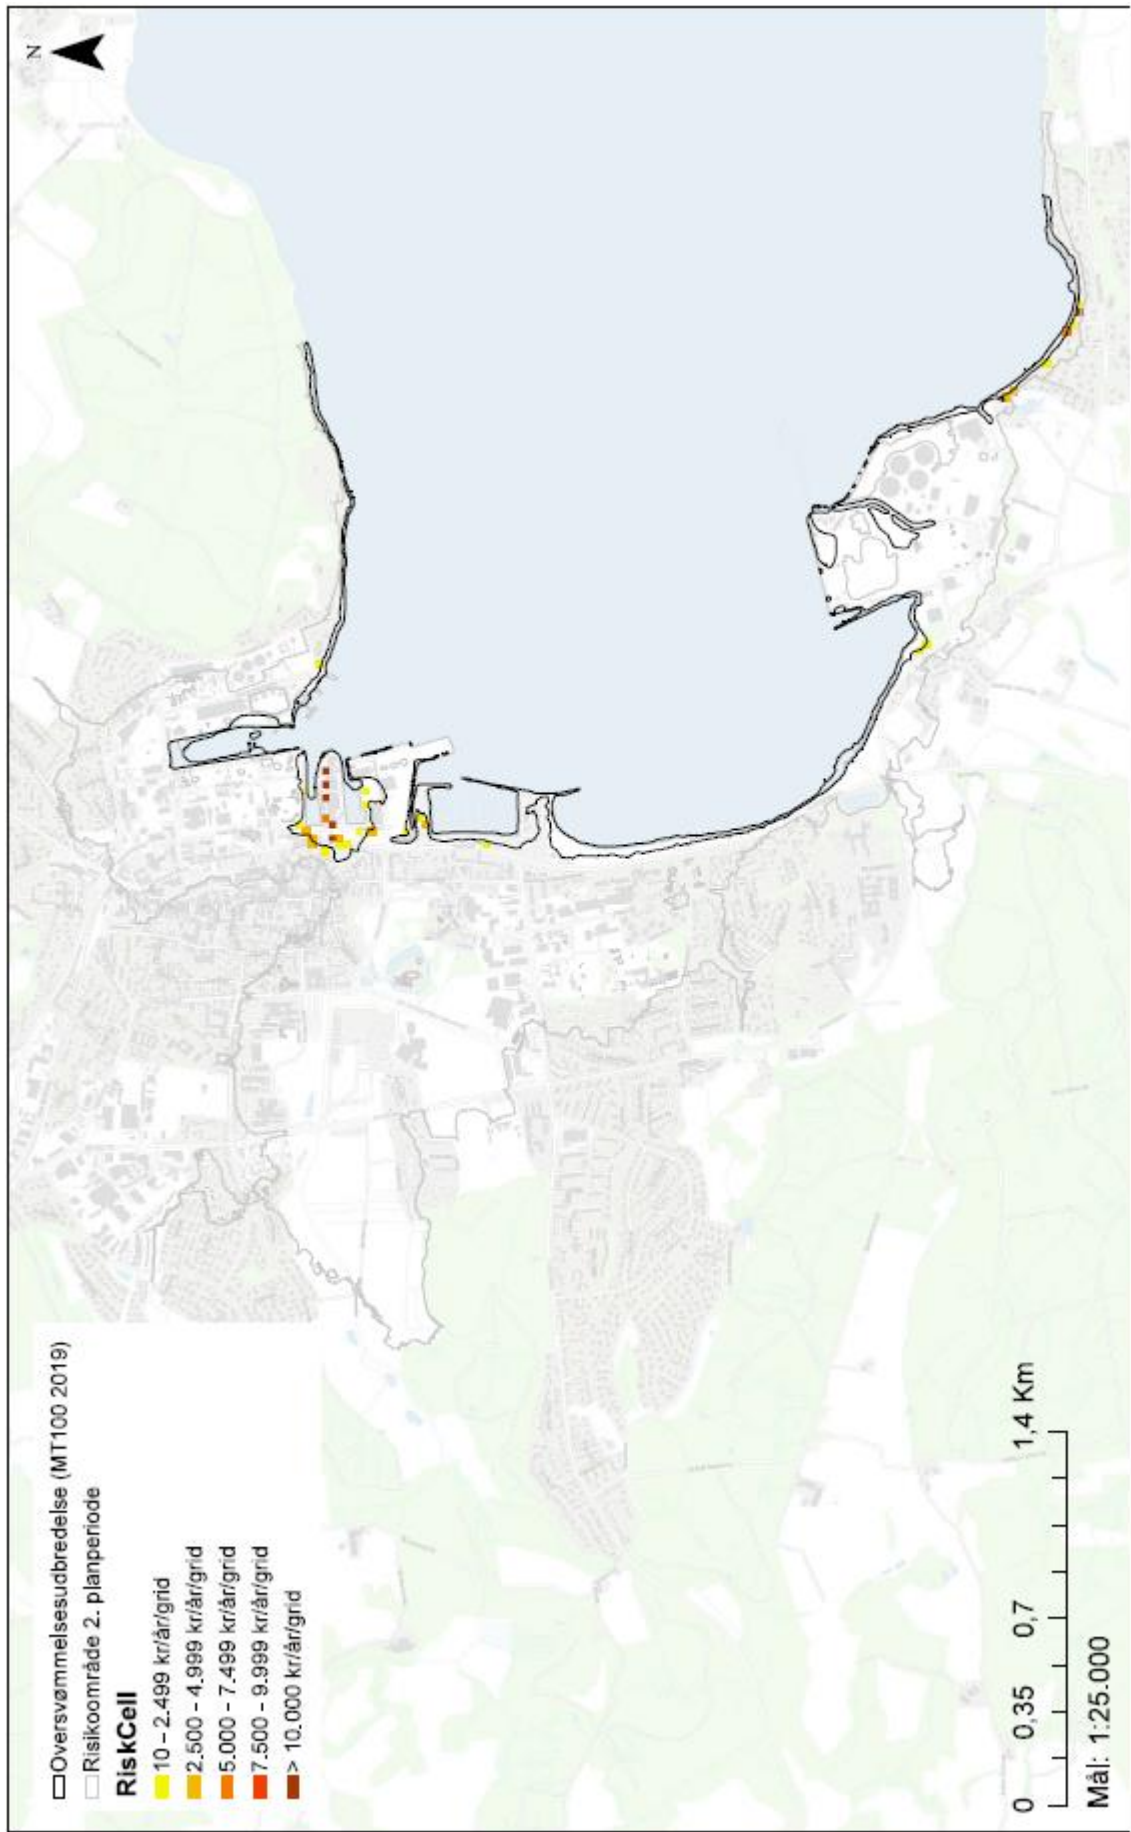 N
Oversvømmelsesudbredelse (MT100 2019)
Risikoområde 2. planperiode
RiskCell
10 – 2.499 kr/år/grid
2.500 – 4.999 kr/år/grid
5.000 – 7.499 kr/år/grid
7.500 – 9.999 kr/år/grid
> 10.000 kr/år/grid
0 0,35 0,7 1,4 Km
Mål: 1:25.000